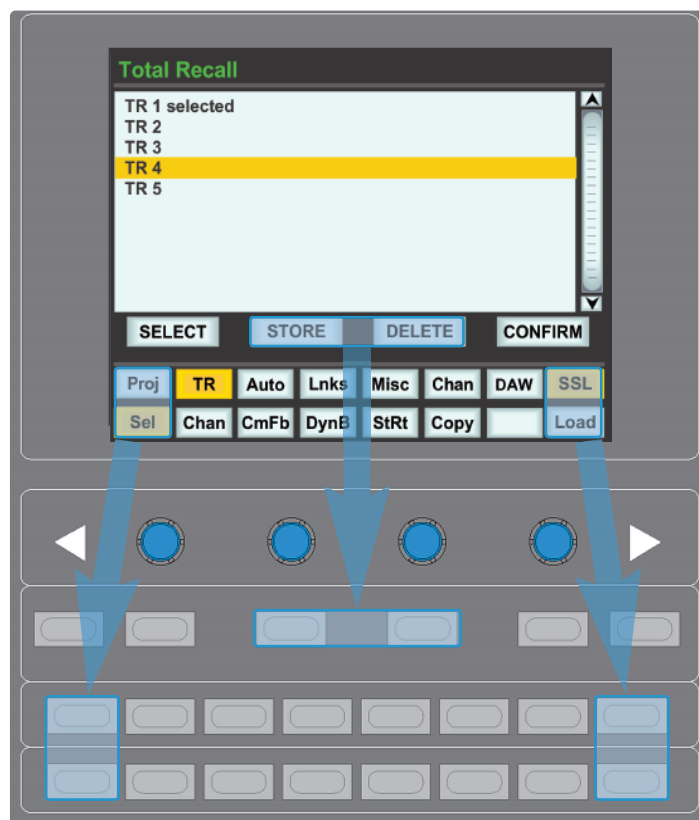 Total Recall
TR 1 selected
TR 2
TR 3
TR 4
TR 5
SELECT STORE DELETE CONFIRM
Proj TR Auto Lnks Misc Chan DAW SSL
Sel Chan CmFb DynB StRt Copy Load